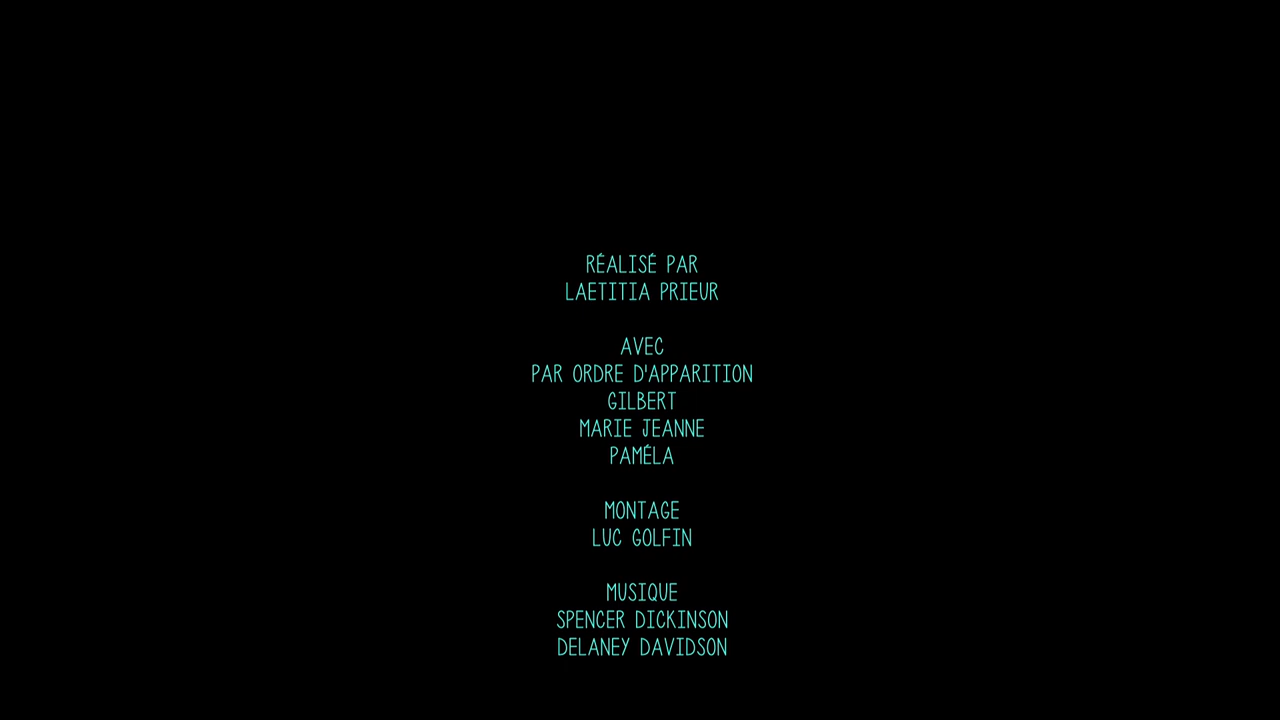 RÉALISÉ PAR
LAETITIA PRIEUR
AVEC
PAR ORDRE D'APPARITION
GILBERT
MARIE JEANNE
PAMÉLA
MONTAGE
LUC GOLFIN
MUSIQUE
SPENCER DICKINSON
DELANEY DAVIDSON